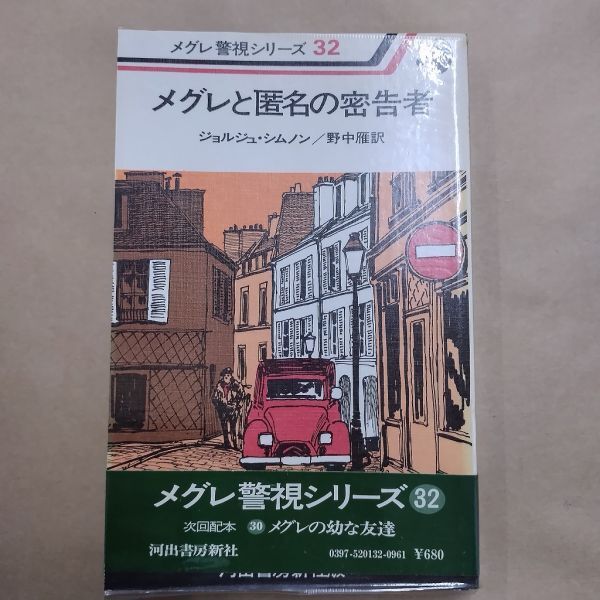 メグレ警視シリーズ 32
メグレと匿名の密告者
ジョルジュ・シムノン／野中雁訳
メグレ警視シリーズ 32
次回配本 30 メグレの幼な友達
河出書房新社 0397-520132-0961 ¥680